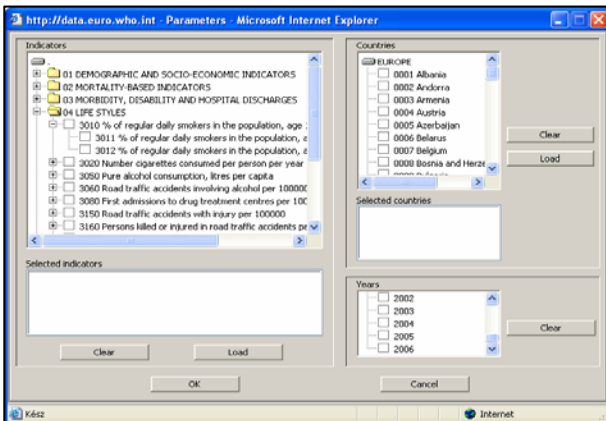 http://data.euro.who.int - Parameters - Microsoft Internet Explorer
Indicators
.
01 DEMOGRAPHIC AND SOCIO-ECONOMIC INDICATORS
02 MORTALITY-BASED INDICATORS
03 MORBIDITY, DISABILITY AND HOSPITAL DISCHARGES
04 LIFE STYLES
3010 % of regular daily smokers in the population, age
3011 % of regular daily smokers in the population, a
3012 % of regular daily smokers in the population, a
3020 Number cigarettes consumed per person per year
3050 Pure alcohol consumption, litres per capita
3060 Road traffic accidents involving alcohol per 100000
3080 First admissions to drug treatment centres per 100
3150 Road traffic accidents with injury per 100000
3160 Persons killed or injured in road traffic accidents pe
Selected indicators
Clear
Load
Countries
EUROPE
0001 Albania
0002 Andorra
0003 Armenia
0004 Austria
0005 Azerbaijan
0006 Belarus
0007 Belgium
0008 Bosnia and Herze
Clear
Load
Selected countries
Years
2002
2003
2004
2005
2006
Clear
OK
Cancel
Kész
Internet